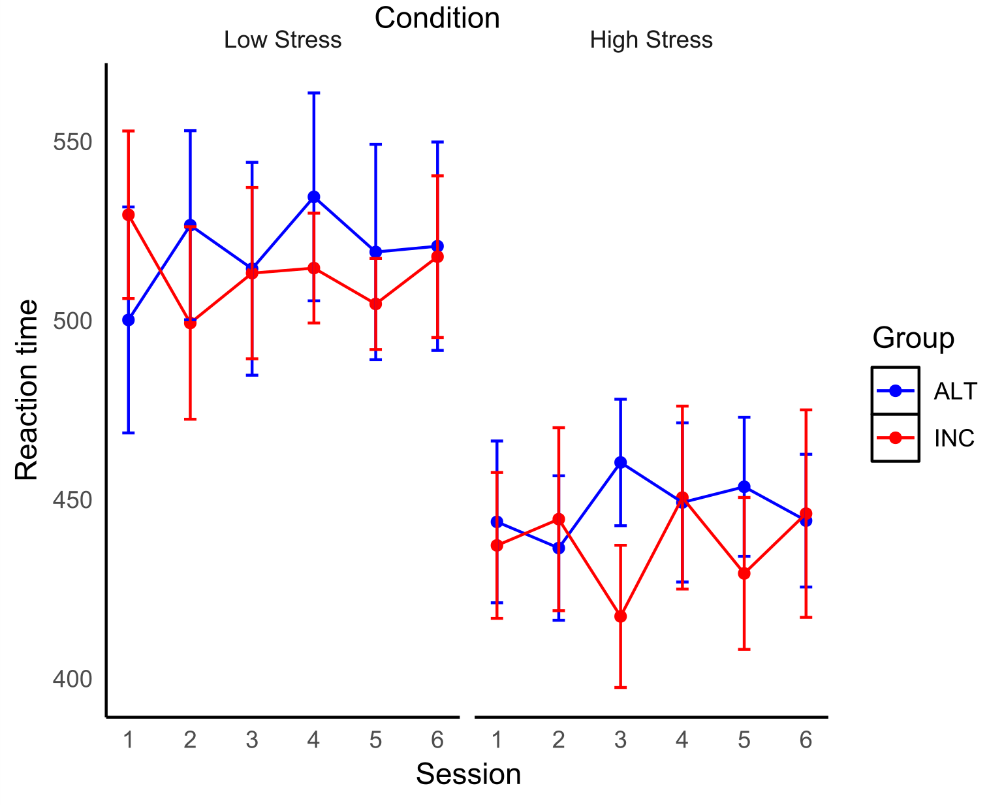 Condition
Low Stress High Stress
Reaction time
550
500
450
400
1 2 3 4 5 6 1 2 3 4 5 6
Session
Group
ALT
INC